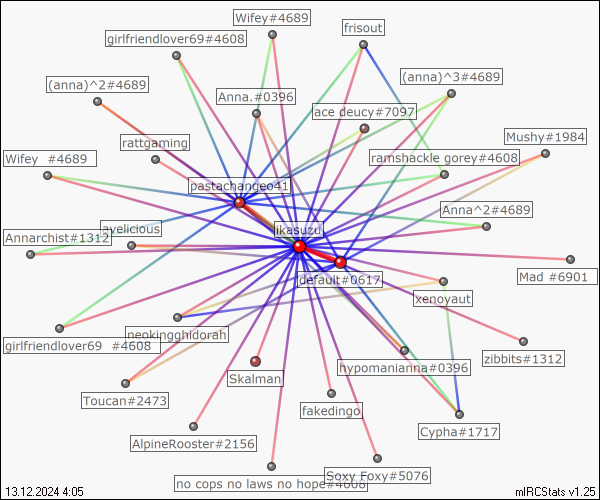 Wifey#4689
frisout
girlfriendlover69#4608
(anna)^3#4689
(anna)^2#4689
Anna.#0396
ace deucy#7097
Mushy#1984
rattgaming
Wifey  #4689
ramshackle gorey#4608
pastachangeo41
Anna^2#4689
ayelicious
likasuzu
Annarchist#1312
default#0617
Mad #6901
xenoyaut
neokingghidorah
girlfriendlover69  #4608
zibbits#1312
hypomanianna#0396
Skalman
Toucan#2473
fakedingo
Cypha#1717
AlpineRooster#2156
Soxy Foxy#5076
no cops no laws no hope#4608
13.12.2024 4:05
mIRCStats v1.25